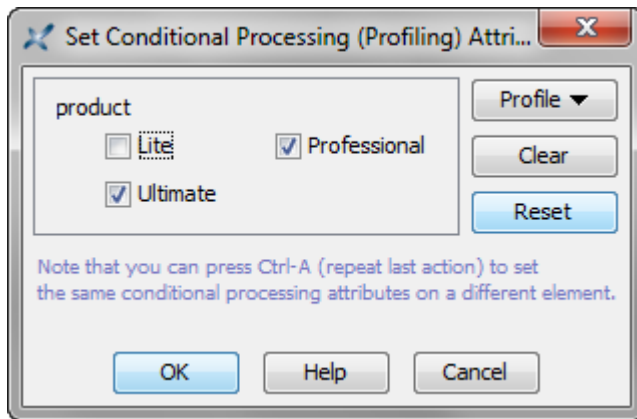 Set Conditional Processing (Profiling) Attri...
product
Profile
Lite
Professional
Clear
Ultimate
Reset
Note that you can press Ctrl-A (repeat last action) to set
the same conditional processing attributes on a different element.
OK
Help
Cancel